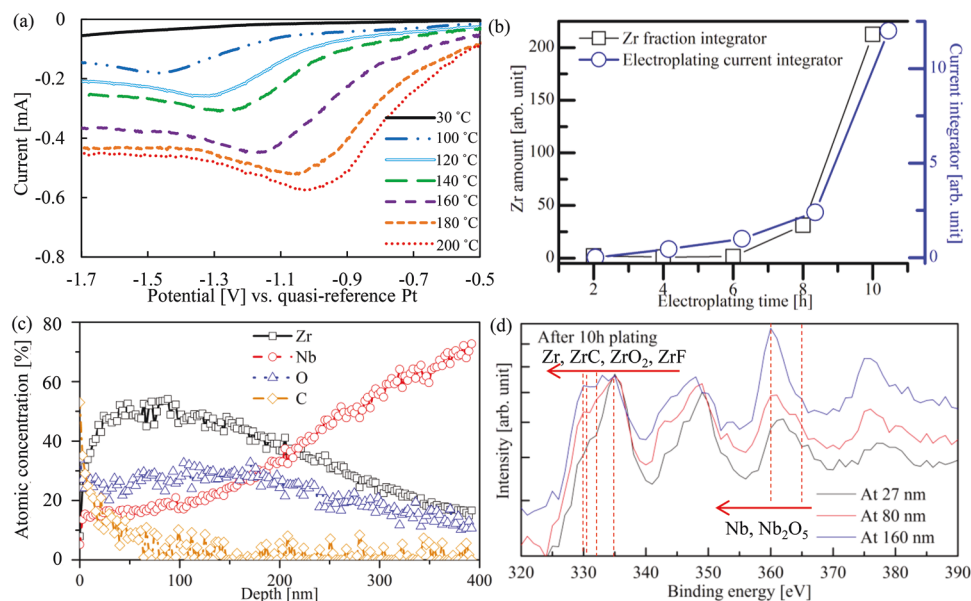 (a)
0
-0.2
-0.4
-0.6
-0.8
Current [mA]
30 ˚C
100 ˚C
120 ˚C
140 ˚C
160 ˚C
180 ˚C
200 ˚C
-1.7 -1.5 -1.3 -1.1 -0.9 -0.7 -0.5
Potential [V] vs. quasi-reference Pt
(b)
200
150
100
50
0
Zr amount [arb. unit]
Zr fraction integrator
Electroplating current integrator
10
5
0
Current integrator
[arb. unit]
2 4 6 8 10
Electroplating time [h]
(c)
80
60
40
20
0
Atomic concentration [%]
Zr
Nb
O
C
0 100 200 300 400
Depth [nm]
(d)
After 10h plating
Zr, ZrC, ZrO₂, ZrF
Intensity [arb. unit]
Nb, Nb₂O₅
At 27 nm
At 80 nm
At 160 nm
320 330 340 350 360 370 380 390
Binding energy [eV]